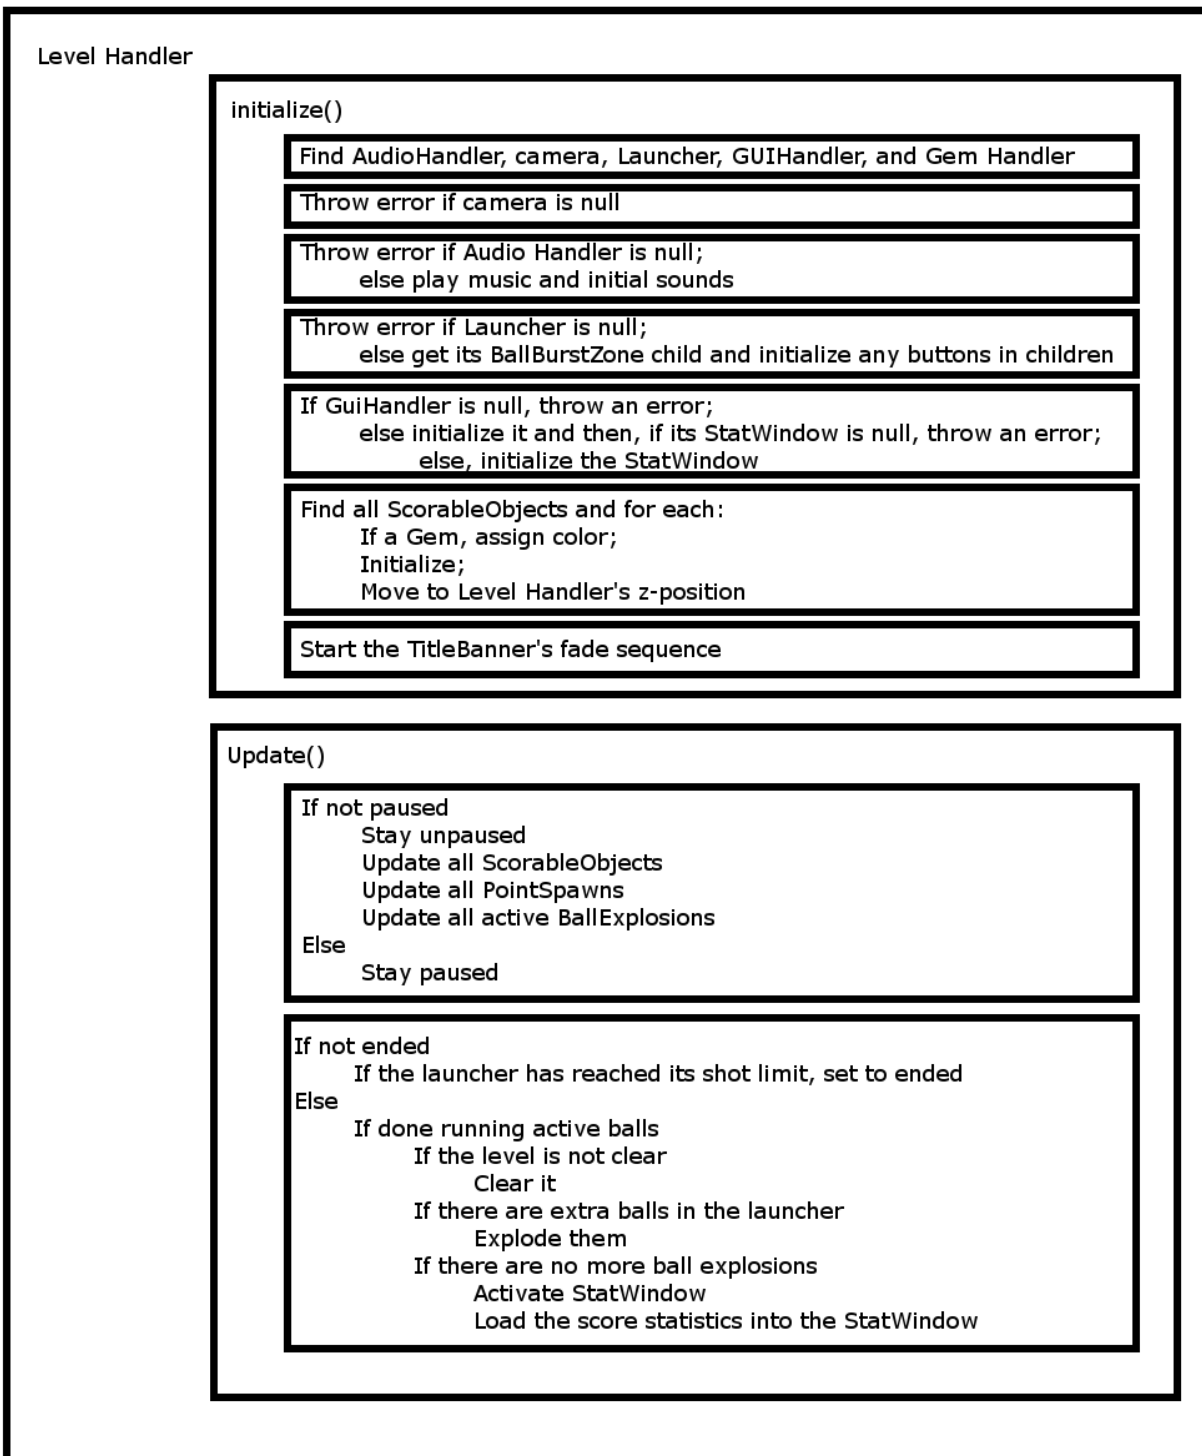 Level Handler
initialize()
Find AudioHandler, camera, Launcher, GUIHandler, and Gem Handler
Throw error if camera is null
Throw error if Audio Handler is null;
else play music and initial sounds
Throw error if Launcher is null;
else get its BallBurstZone child and initialize any buttons in children
If GuiHandler is null, throw an error;
else initialize it and then, if its StatWindow is null, throw an error;
else, initialize the StatWindow
Find all ScorableObjects and for each:
If a Gem, assign color;
Initialize;
Move to Level Handler's z-position
Start the TitleBanner's fade sequence
Update()
If not paused
Stay unpaused
Update all ScorableObjects
Update all PointSpawns
Update all active BallExplosions
Else
Stay paused
If not ended
If the launcher has reached its shot limit, set to ended
Else
If done running active balls
If the level is not clear
Clear it
If there are extra balls in the launcher
Explode them
If there are no more ball explosions
Activate StatWindow
Load the score statistics into the StatWindow